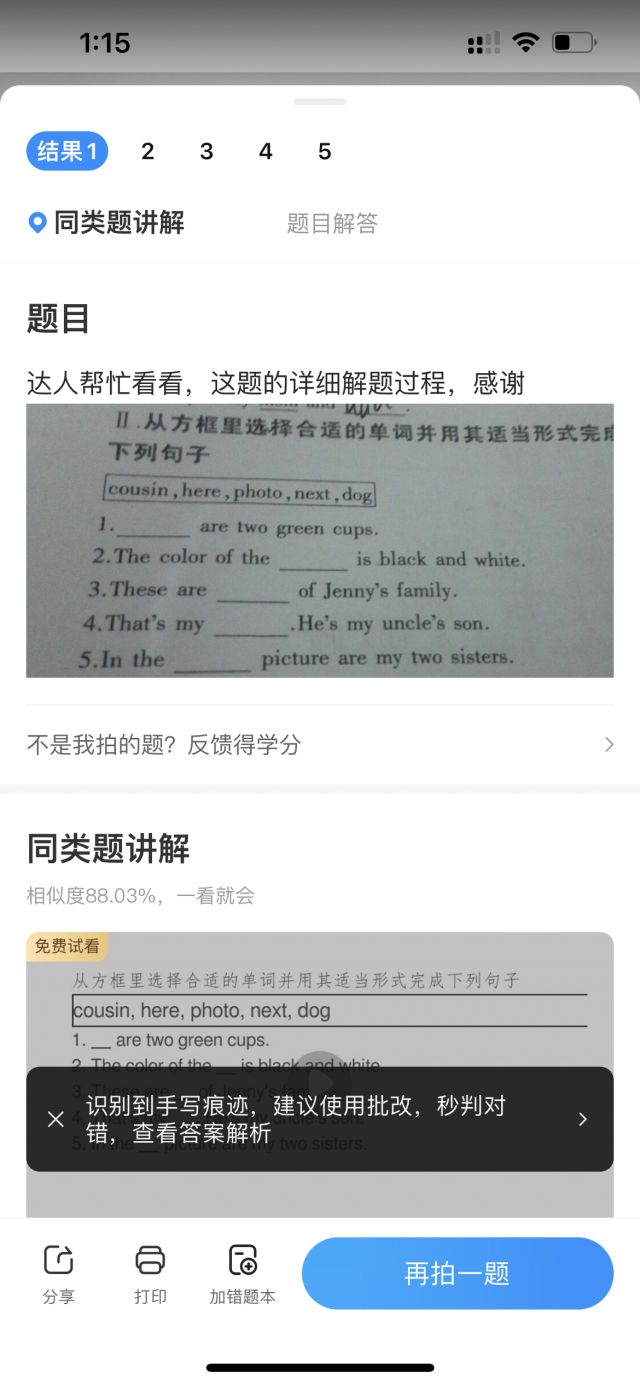 1:15
结果1 2 3 4 5
同类题讲解 题目解答
题目
达人帮忙看看，这题的详细解题过程，感谢
II.从方框里选择合适的单词并用其适当形式完成
下列句子
cousin,here,photo,next,dog
1.________ are two green cups.
2.The color of the ________ is black and white.
3.These are ________ of Jenny's family.
4.That's my ________.He's my uncle's son.
5.In the ________ picture are my two sisters.
不是我拍的题？反馈得学分
同类题讲解
相似度88.03%，一看就会
免费试看
从方框里选择合适的单词并用其适当形式完成下列句子
cousin, here, photo, next, dog
1. __ are two green cups.
2. The color of the __ is black and white.
3. These are __ of Jenny's fam
识别到手写痕迹，建议使用批改，秒判对
错，查看答案解析
5. In the __ picture are my two sisters.
分享 打印 加错题本 再拍一题